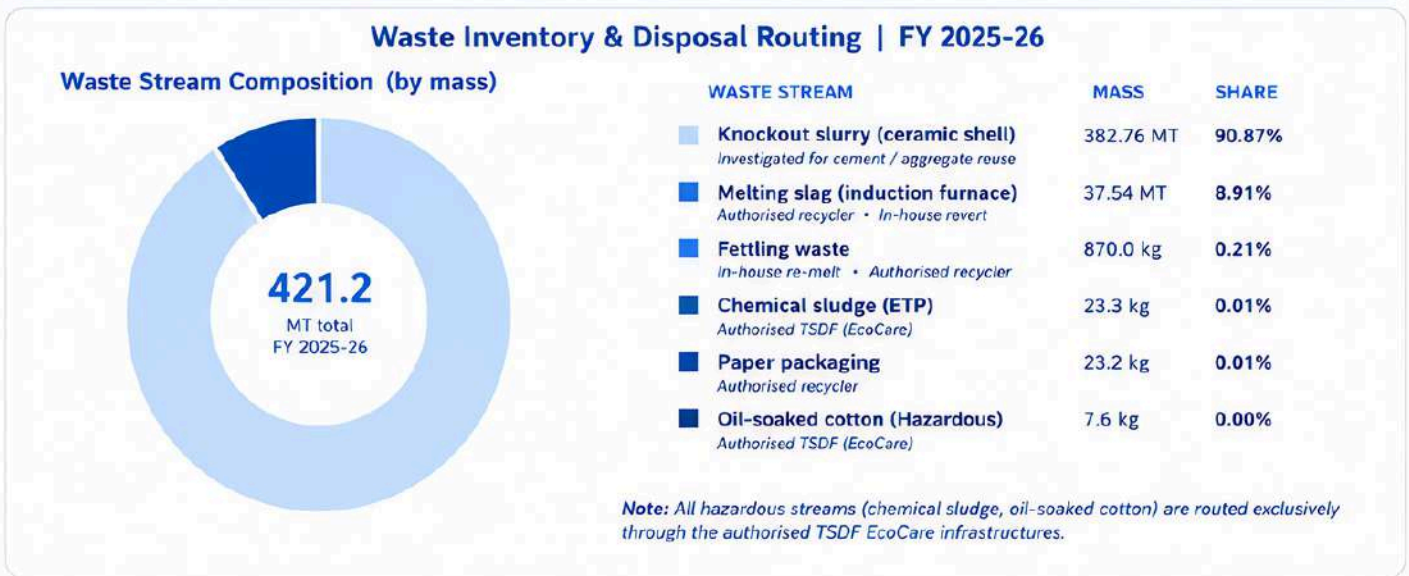 Waste Inventory & Disposal Routing | FY 2025-26
Waste Stream Composition (by mass)
421.2
MT total
FY 2025-26
WASTE STREAM MASS SHARE
Knockout slurry (ceramic shell) 382.76 MT 90.87%
Investigated for cement / aggregate reuse
Melting slag (induction furnace) 37.54 MT 8.91%
Authorised recycler • In-house revert
Fettling waste 870.0 kg 0.21%
In-house re-melt • Authorised recycler
Chemical sludge (ETP) 23.3 kg 0.01%
Authorised TSDF (EcoCare)
Paper packaging 23.2 kg 0.01%
Authorised recycler
Oil-soaked cotton (Hazardous) 7.6 kg 0.00%
Authorised TSDF (EcoCare)
Note: All hazardous streams (chemical sludge, oil-soaked cotton) are routed exclusively
through the authorised TSDF EcoCare infrastructures.